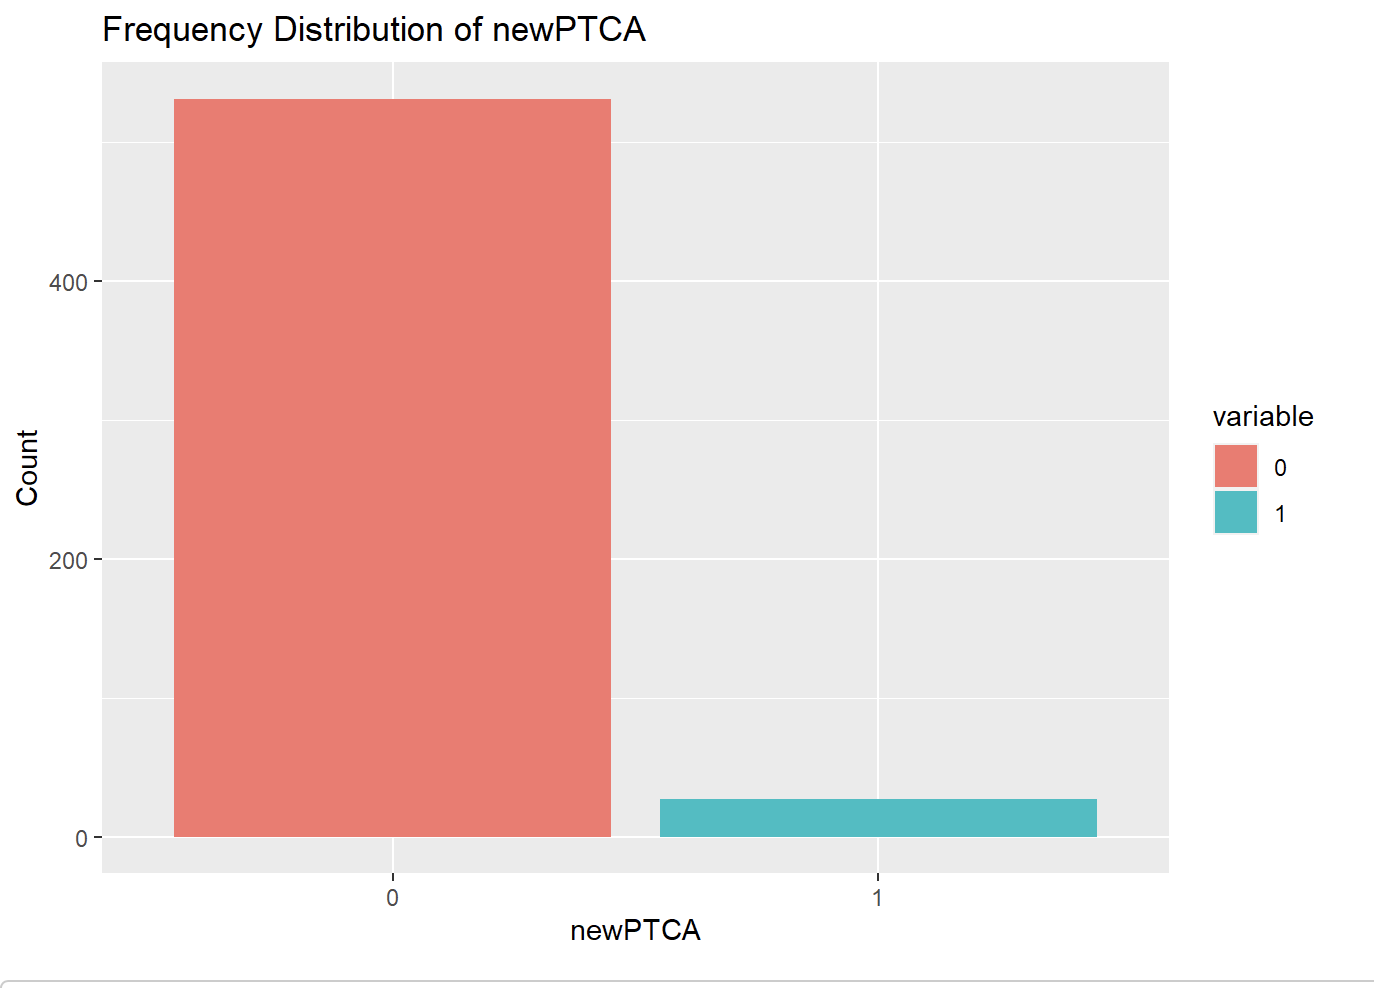 Frequency Distribution of newPTCA
400
200
0
Count
0
1
newPTCA
variable
0
1